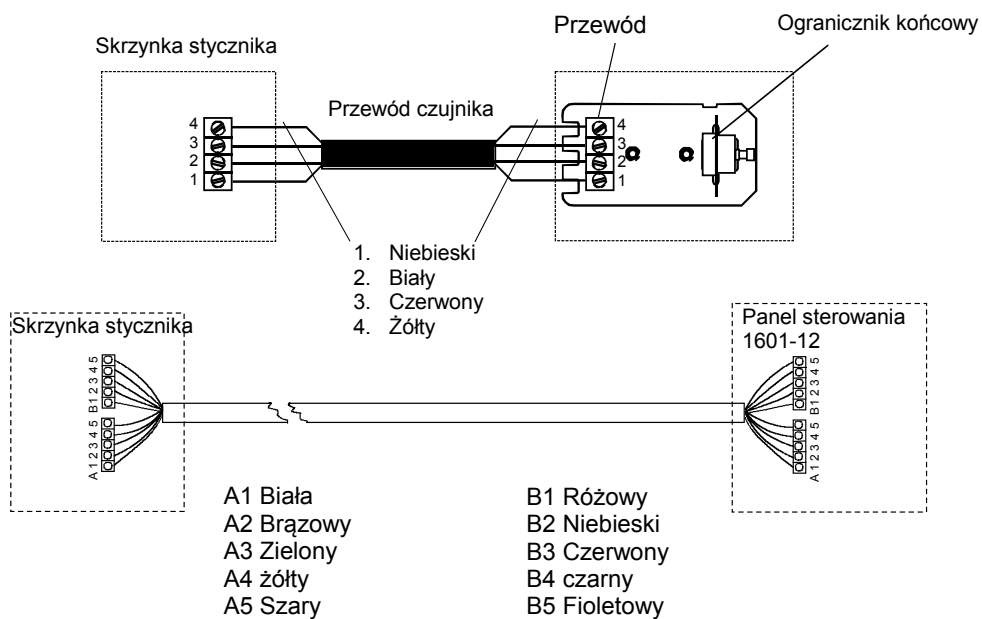 Skrzynka stycznika
Przewód
Ogranicznik końcowy
Przewód czujnika
4
3
2
1
4
3
2
1
1. Niebieski
2. Biały
3. Czerwony
4. Żółty
Skrzynka stycznika
B1 2 3 4 5
A 1 2 3 4 5
Panel sterowania
1601-12
B1 2 3 4 5
A 1 2 3 4 5
A1 Biała
A2 Brązowy
A3 Zielony
A4 żółty
A5 Szary
B1 Różowy
B2 Niebieski
B3 Czerwony
B4 czarny
B5 Fioletowy